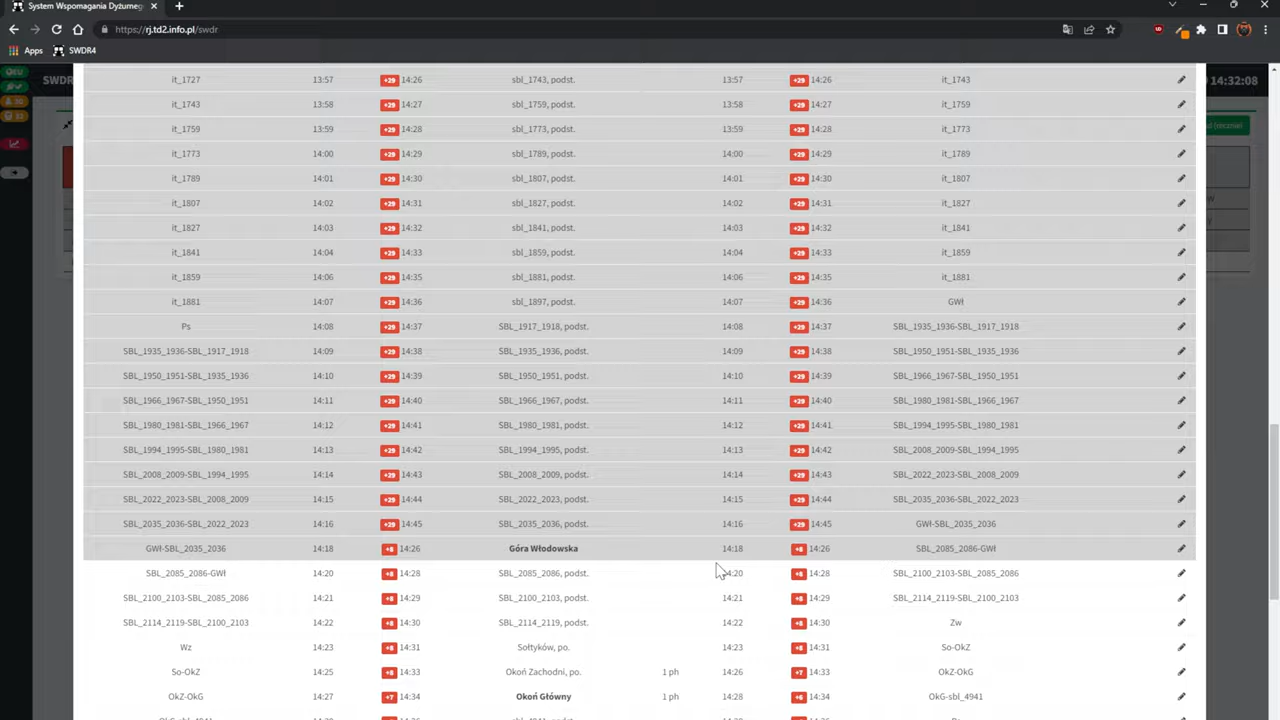 System Wspomagania Dyżurneg
https://rj.td2.info.pl/swdr
Apps SWDR4
SWDR 14:32:08
it_1727 13:57 +29 14:26 sbl_1743, podst. 13:57 +29 14:26 it_1743
it_1743 13:58 +29 14:27 sbl_1759, podst. 13:58 +29 14:27 it_1759
it_1759 13:59 +29 14:28 sbl_1773, podst. 13:59 +29 14:28 it_1773
it_1773 14:00 +29 14:29 sbl_1789, podst. 14:00 +29 14:29 it_1789
it_1789 14:01 +29 14:30 sbl_1807, podst. 14:01 +29 14:30 it_1807
it_1807 14:02 +29 14:31 sbl_1827, podst. 14:02 +29 14:31 it_1827
it_1827 14:03 +29 14:32 sbl_1841, podst. 14:03 +29 14:32 it_1841
it_1841 14:04 +29 14:33 sbl_1859, podst. 14:04 +29 14:33 it_1859
it_1859 14:06 +29 14:35 sbl_1881, podst. 14:06 +29 14:35 it_1881
it_1881 14:07 +29 14:36 sbl_1897, podst. 14:07 +29 14:36 GWł
Ps 14:08 +29 14:37 SBL_1917_1918, podst. 14:08 +29 14:37 SBL_1935_1936-SBL_1917_1918
SBL_1935_1936-SBL_1917_1918 14:09 +29 14:38 SBL_1935_1936, podst. 14:09 +29 14:38 SBL_1950_1951-SBL_1935_1936
SBL_1950_1951-SBL_1935_1936 14:10 +29 14:39 SBL_1950_1951, podst. 14:10 +29 14:39 SBL_1966_1967-SBL_1950_1951
SBL_1966_1967-SBL_1950_1951 14:11 +29 14:40 SBL_1966_1967, podst. 14:11 +29 14:40 SBL_1980_1981-SBL_1966_1967
SBL_1980_1981-SBL_1966_1967 14:12 +29 14:41 SBL_1980_1981, podst. 14:12 +29 14:41 SBL_1994_1995-SBL_1980_1981
SBL_1994_1995-SBL_1980_1981 14:13 +29 14:42 SBL_1994_1995, podst. 14:13 +29 14:42 SBL_2008_2009-SBL_1994_1995
SBL_2008_2009-SBL_1994_1995 14:14 +29 14:43 SBL_2008_2009, podst. 14:14 +29 14:43 SBL_2022_2023-SBL_2008_2009
SBL_2022_2023-SBL_2008_2009 14:15 +29 14:44 SBL_2022_2023, podst. 14:15 +29 14:44 SBL_2035_2036-SBL_2022_2023
SBL_2035_2036-SBL_2022_2023 14:16 +29 14:45 SBL_2035_2036, podst. 14:16 +29 14:45 GWł-SBL_2035_2036
GWł-SBL_2035_2036 14:18 +8 14:26 Góra Włodowska 14:18 +8 14:26 SBL_2085_2086-GWł
SBL_2085_2086-GWł 14:20 +8 14:28 SBL_2085_2086, podst. 14:20 +8 14:28 SBL_2100_2103-SBL_2085_2086
SBL_2100_2103-SBL_2085_2086 14:21 +8 14:29 SBL_2100_2103, podst. 14:21 +8 14:29 SBL_2114_2119-SBL_2100_2103
SBL_2114_2119-SBL_2100_2103 14:22 +8 14:30 SBL_2114_2119, podst. 14:22 +8 14:30 Zw
Wz 14:23 +8 14:31 Sołtyków, po. 14:23 +8 14:31 So-OkZ
So-OkZ 14:25 +8 14:33 Okoń Zachodni, po. 1 ph 14:26 +7 14:33 OkZ-OkG
OkZ-OkG 14:27 +7 14:34 Okoń Główny 1 ph 14:28 +6 14:34 OkG-sbl_4941